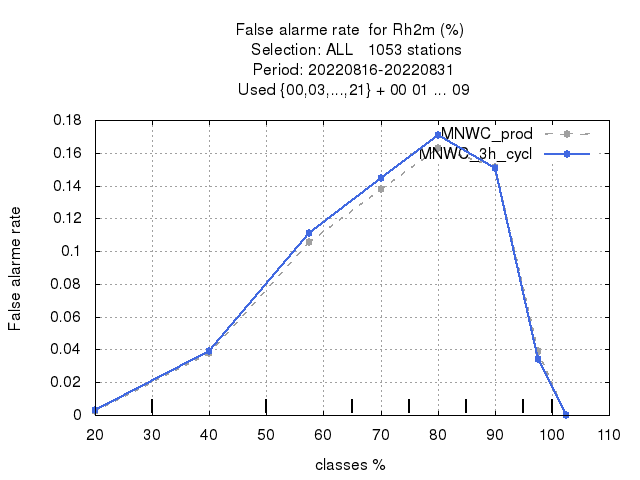 False alarme rate  for Rh2m (%)
Selection: ALL   1053 stations
Period: 20220816-20220831
Used {00,03,...,21} + 00 01 ... 09
MNWC_prod
MNWC_3h_cycl
False alarme rate
0.18
0.16
0.14
0.12
0.1
0.08
0.06
0.04
0.02
0
20 30 40 50 60 70 80 90 100 110
classes %